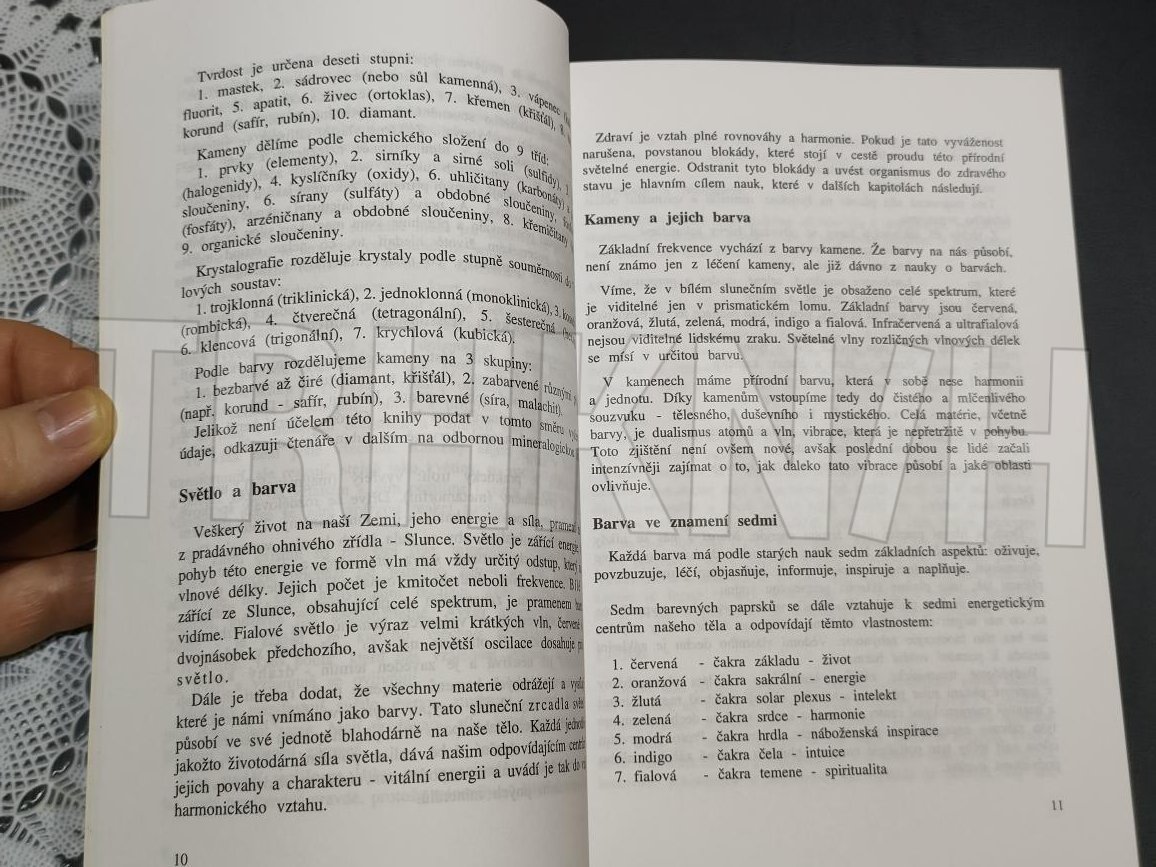 Tvrdost je určena deseti stupni:
1. mastek, 2. sádrovec (nebo sůl kamenná), 3. vápenec
fluorit, 5. apatit, 6. živec (ortoklas), 7. křemen (křišťál), 8.
korund (safír, rubín), 10. diamant.
Kameny dělíme podle chemického složení do 9 tříd:
1. prvky (elementy), 2. sirníky a sirné soli (sulfidy),
(halogenidy), 4. kysličníky (oxidy), 6. uhličitany (karbonáty) a
sloučeniny, 6. sírany (sulfáty) a obdobné sloučeniny,
(fosfáty), arzéničnany a obdobné sloučeniny, 8. křemičitany
9. organické sloučeniny.
Krystalografie rozděluje krystaly podle stupně souměrnosti do
lových soustav:
1. trojklonná (triklinická), 2. jednoklonná (monoklinická), 3.
(rombická), 4. čtverečná (tetragonální), 5. šesterečná
6. klencová (trigonální), 7. krychlová (kubická).
Podle barvy rozdělujeme kameny na 3 skupiny:
1. bezbarvé až čiré (diamant, křišťál), 2. zabarvené různými
(např. korund - safír, rubín), 3. barevné (síra, malachit).
Jelikož není účelem této knihy podat v tomto směru
údaje, odkazuji čtenáře v dalším na odbornou mineralogickou
Světlo a barva
Veškerý život na naší Zemi, jeho energie a síla, pramení
z pradávného ohnivého zřídla - Slunce. Světlo je zářící energie
pohyb této energie ve formě vln má vždy určitý odstup, který
vlnové délky. Jejich počet je kmitočet neboli frekvence.
zářící ze Slunce, obsahující celé spektrum, je pramenem
vidíme. Fialové světlo je výraz velmi krátkých vln, červené
dvojnásobek předchozího, avšak největší oscilace dosahuje
světlo.
Dále je třeba dodat, že všechny materie odrážejí a
které je námi vnímáno jako barvy. Tato sluneční zrcadla
působí ve své jednotě blahodárně na naše tělo. Každá
jakožto životodárná síla světla, dává našim odpovídajícím
jejich povahy a charakteru - vitální energii a uvádí je tak do
harmonického vztahu.
10
Zdraví je vztah plné rovnováhy a harmonie. Pokud je tato vyváženost
narušena, povstanou blokády, které stojí v cestě proudu této přírodní
světelné energie. Odstranit tyto blokády a uvést organismus do zdravého
stavu je hlavním cílem nauk, které v dalších kapitolách následují.
Kameny a jejich barva
Základní frekvence vychází z barvy kamene. Že barvy na nás působí,
není známo jen z léčení kameny, ale již dávno z nauky o barvách.
Víme, že v bílém slunečním světle je obsaženo celé spektrum, které
je viditelné jen v prismatickém lomu. Základní barvy jsou červená,
oranžová, žlutá, zelená, modrá, indigo a fialová. Infračervená a ultrafialová
nejsou viditelné lidskému zraku. Světelné vlny rozličných vlnových délek
se mísí v určitou barvu.
V kamenech máme přírodní barvu, která v sobě nese harmonii
a jednotu. Díky kamenům vstoupíme tedy do čistého a mlčenlivého
souzvuku - tělesného, duševního i mystického. Celá matérie, včetně
barvy, je dualismus atomů a vln, vibrace, která je nepřetržitě v pohybu.
Toto zjištění není ovšem nové, avšak poslední dobou se lidé začali
intenzívněji zajímat o to, jak daleko tato vibrace působí a jaké oblasti
ovlivňuje.
Barva ve znamení sedmi
Každá barva má podle starých nauk sedm základních aspektů: oživuje,
povzbuzuje, léčí, objasňuje, informuje, inspiruje a naplňuje.
Sedm barevných paprsků se dále vztahuje k sedmi energetickým
centrům našeho těla a odpovídají těmto vlastnostem:
1. červená - čakra základu - život
2. oranžová - čakra sakrální - energie
3. žlutá - čakra solar plexus - intelekt
4. zelená - čakra srdce - harmonie
5. modrá - čakra hrdla - náboženská inspirace
6. indigo - čakra čela - intuice
7. fialová - čakra temene - spiritualita
11